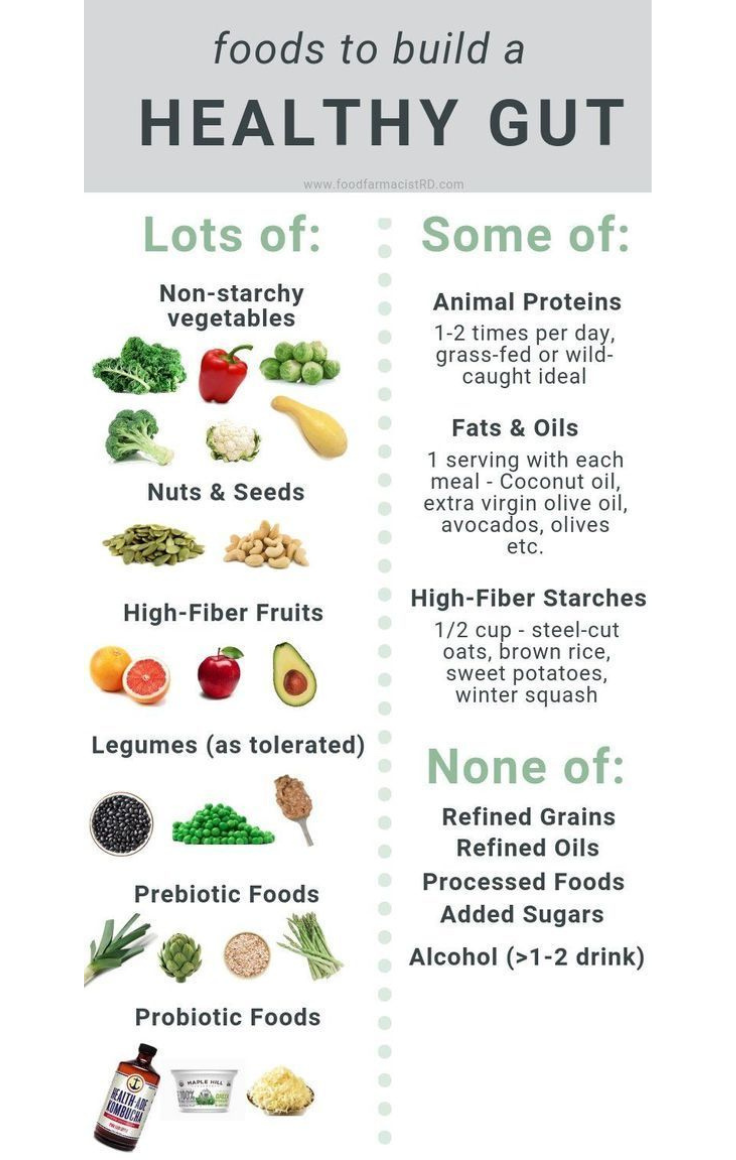 foods to build a
HEALTHY GUT
www.foodfarmacistRD.com
Lots of:
Non-starchy
vegetables
Nuts & Seeds
High-Fiber Fruits
Legumes (as tolerated)
Prebiotic Foods
Probiotic Foods
HEALTH-ADE
KOMBUCHA
MAPLE HILL
Some of:
Animal Proteins
1-2 times per day,
grass-fed or wild-
caught ideal
Fats & Oils
1 serving with each
meal - Coconut oil,
extra virgin olive oil,
avocados, olives
etc.
High-Fiber Starches
1/2 cup - steel-cut
oats, brown rice,
sweet potatoes,
winter squash
None of:
Refined Grains
Refined Oils
Processed Foods
Added Sugars
Alcohol (>1-2 drink)